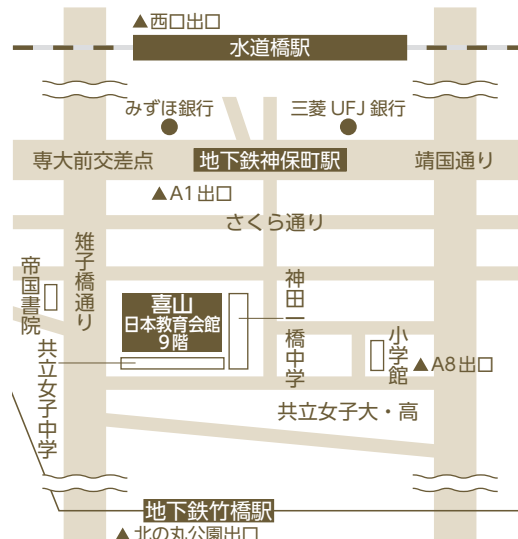 ▲西口出口
水道橋駅
みずほ銀行
三菱 UFJ 銀行
専大前交差点
地下鉄神保町駅
靖国通り
▲A1 出口
さくら通り
雉子橋通り
帝国書院
喜山
日本教育会館
9階
神田一橋中学
小学館
▲A8 出口
共立女子中学
共立女子大・高
地下鉄竹橋駅
▲北の丸公園出口